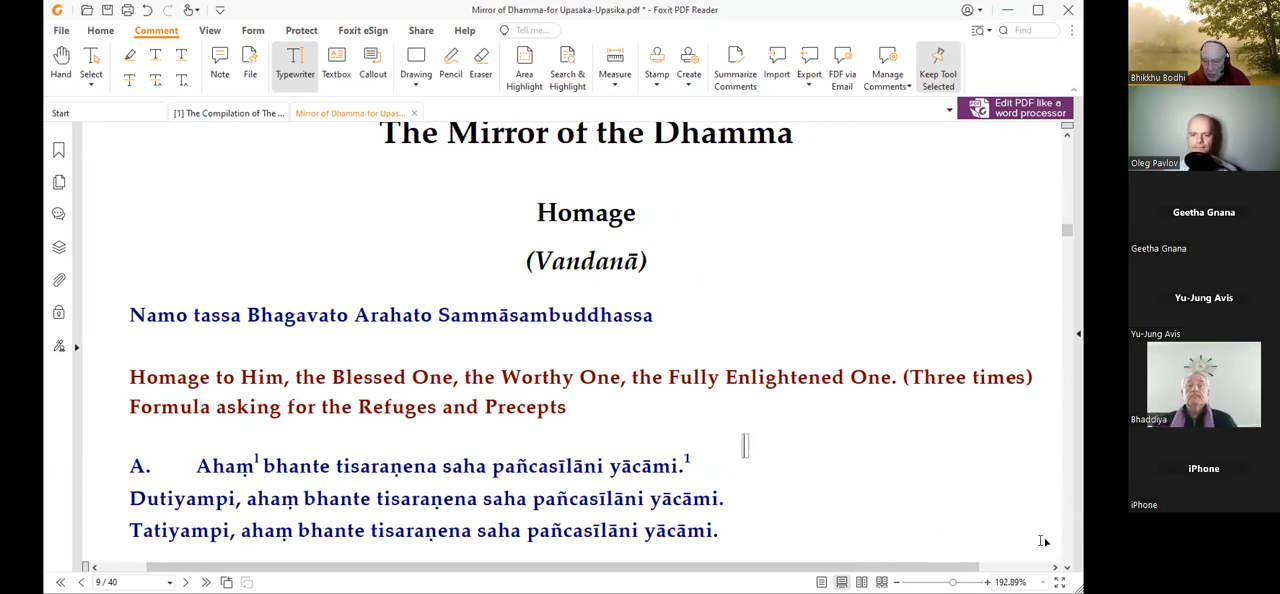 Mirror of Dhamma-for Upasaka-Upasika.pdf * - Foxit PDF Reader
File Home Comment View Form Protect Foxit eSign Share Help Tell me... Find
Hand Select Note File Typewriter Textbox Callout Drawing Pencil Eraser Area Highlight Search & Highlight Measure Stamp Create Summarize Comments Import Export FDF via Email Manage Comments Keep Tool Selected
Start [1] The Compilation of The ... Mirror of Dhamma-for Upas... Edit PDF like a word processor
The Mirror of the Dhamma
Homage
(Vandanā)
Namo tassa Bhagavato Arahato Sammāsambuddhassa
Homage to Him, the Blessed One, the Worthy One, the Fully Enlightened One. (Three times)
Formula asking for the Refuges and Precepts
A. Ahaṃ¹ bhante tisaraṇena saha pañcasīlāni yācāmi.¹
Dutiyampi, ahaṃ bhante tisaraṇena saha pañcasīlāni yācāmi.
Tatiyampi, ahaṃ bhante tisaraṇena saha pañcasīlāni yācāmi.
9 / 40
192.89%
Bhikkhu Bodhi
Oleg Pavlov
Geetha Gnana
Geetha Gnana
Yu-Jung Avis
Yu-Jung Avis
Bhaddiya
iPhone
iPhone